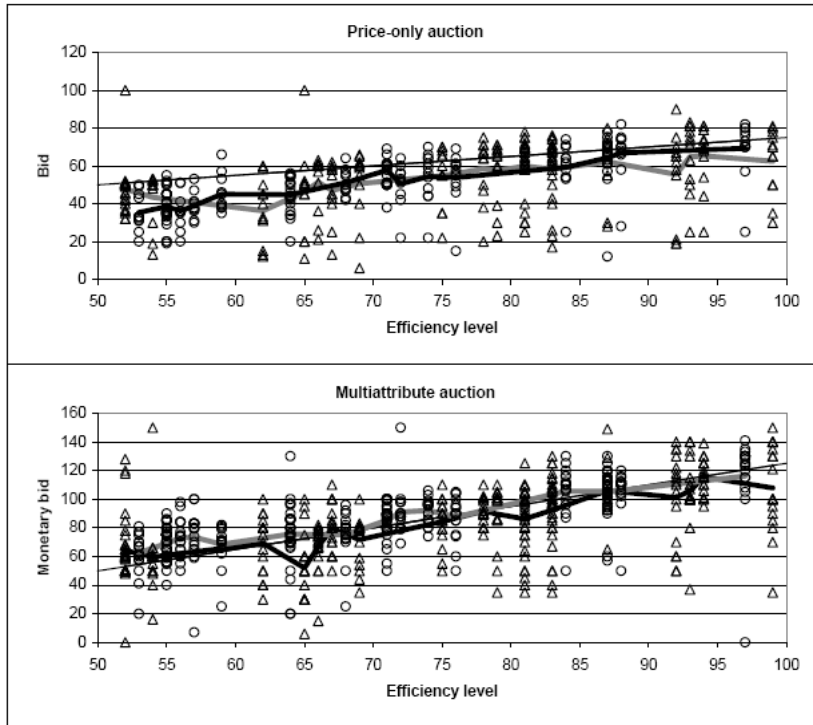 Price-only auction
120
100
80
60
40
20
0
Bid
50 55 60 65 70 75 80 85 90 95 100
Efficiency level
Multiattribute auction
160
140
120
100
80
60
40
20
0
Monetary bid
50 55 60 65 70 75 80 85 90 95 100
Efficiency level